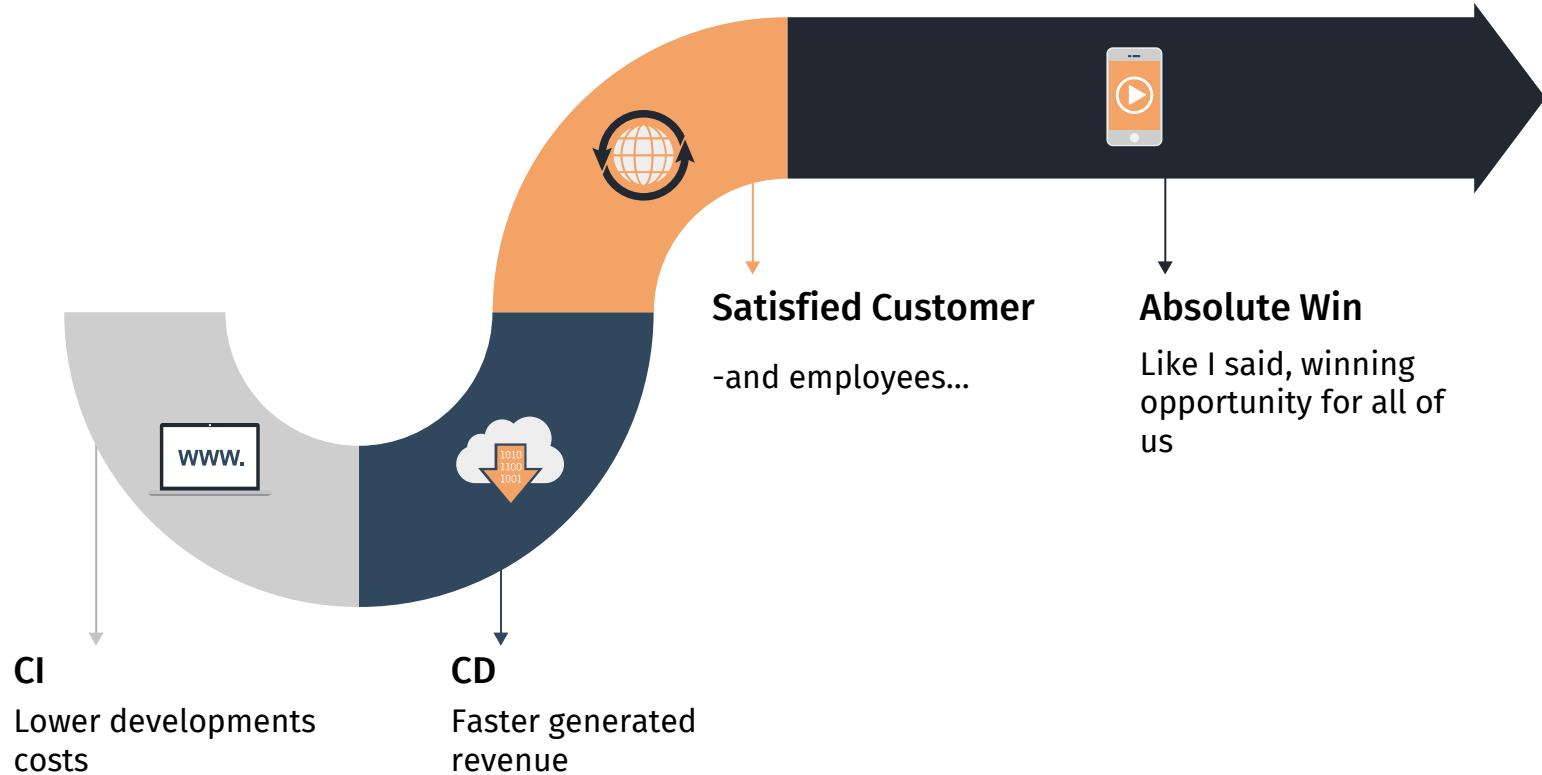 WWW.
1010
1100
1001
Satisfied Customer
-and employees...
Absolute Win
Like I said, winning
opportunity for all of
us
CI
Lower developments
costs
CD
Faster generated
revenue